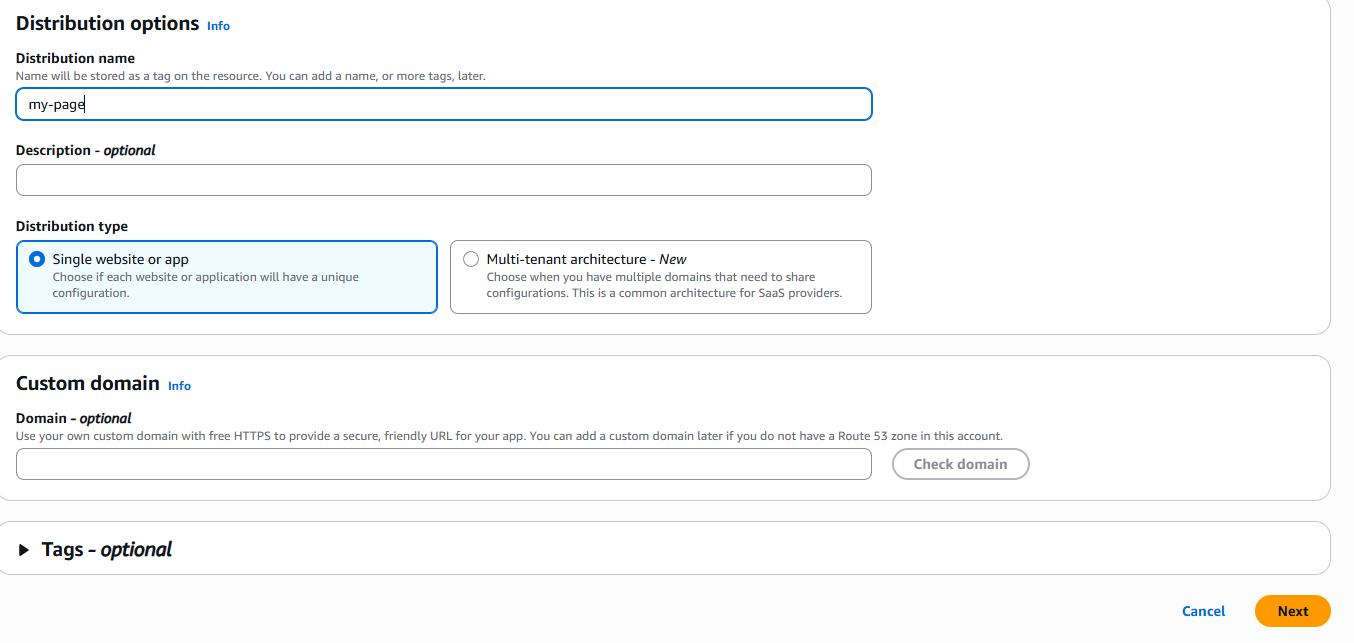 Distribution options Info
Distribution name
Name will be stored as a tag on the resource. You can add a name, or more tags, later.
my-page
Description - optional
Distribution type
Single website or app
Choose if each website or application will have a unique
configuration.
Multi-tenant architecture - New
Choose when you have multiple domains that need to share
configurations. This is a common architecture for SaaS providers.
Custom domain Info
Domain - optional
Use your own custom domain with free HTTPS to provide a secure, friendly URL for your app. You can add a custom domain later if you do not have a Route 53 zone in this account.
Check domain
Tags - optional
Cancel Next